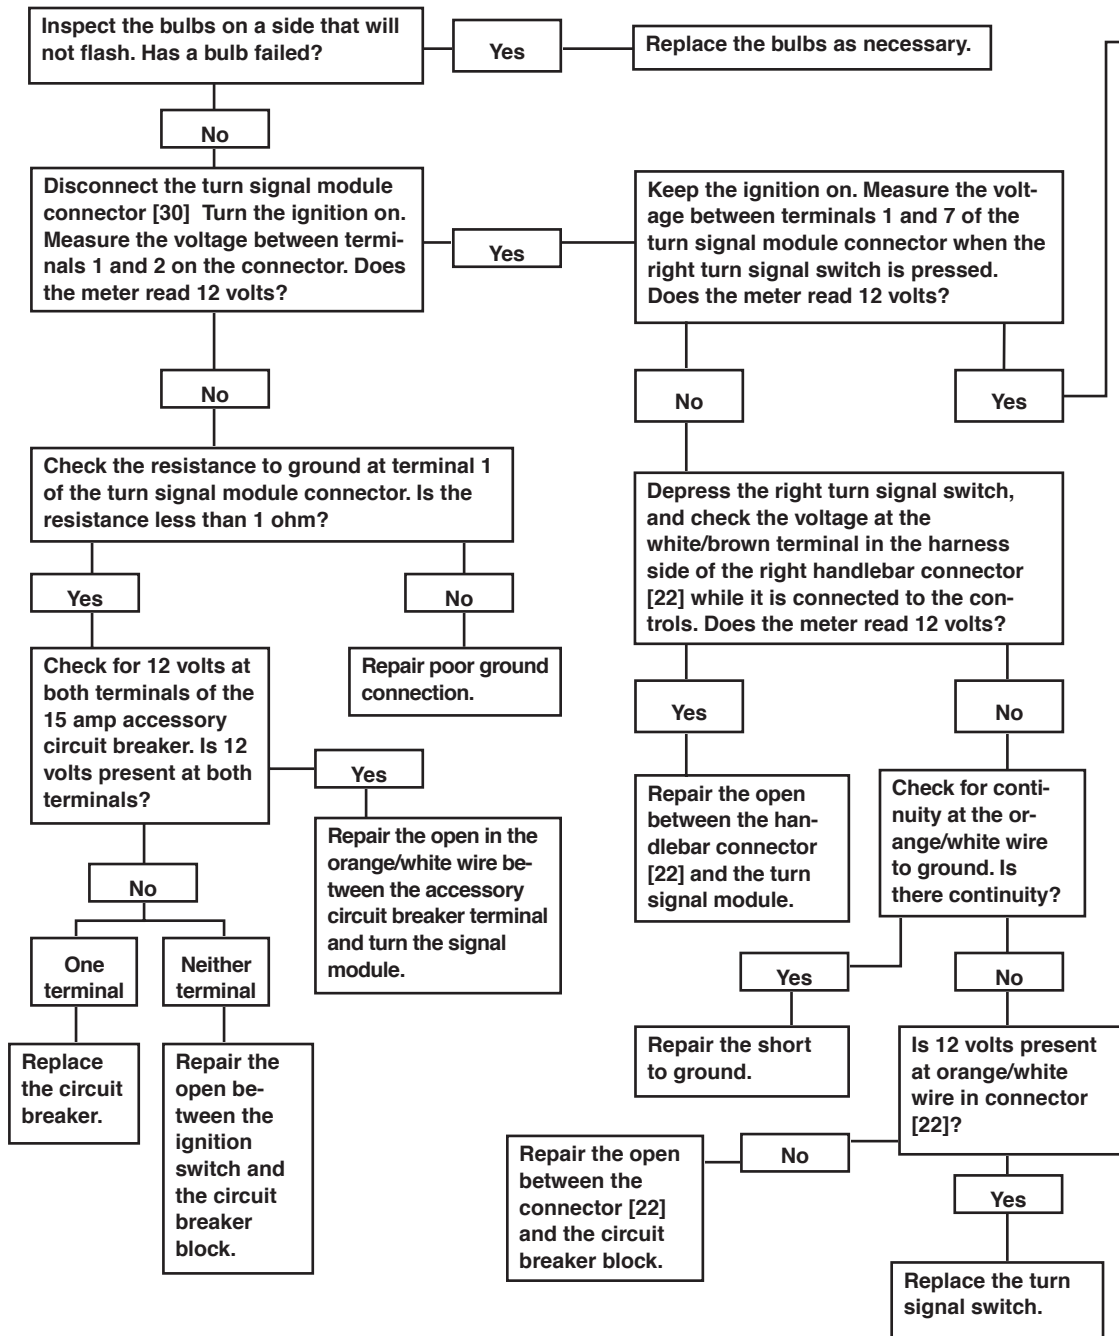 Inspect the bulbs on a side that will
not flash. Has a bulb failed?
Yes
Replace the bulbs as necessary.
No
Disconnect the turn signal module
connector [30]  Turn the ignition on.
Measure the voltage between termi-
nals 1 and 2 on the connector. Does
the meter read 12 volts?
Yes
Keep the ignition on. Measure the volt-
age between terminals 1 and 7 of the
turn signal module connector when the
right turn signal switch is pressed.
Does the meter read 12 volts?
No
No
Yes
Check the resistance to ground at terminal 1
of the turn signal module connector. Is the
resistance less than 1 ohm?
Depress the right turn signal switch,
and check the voltage at the
white/brown terminal in the harness
side of the right handlebar connector
[22] while it is connected to the con-
trols. Does the meter read 12 volts?
Yes
No
Check for 12 volts at
both terminals of the
15 amp accessory
circuit breaker. Is 12
volts present at both
terminals?
Repair poor ground
connection.
Yes
No
Yes
Repair the open in the
orange/white wire be-
tween the accessory
circuit breaker terminal
and turn the signal
module.
Repair the open
between the han-
dlebar connector
[22] and the turn
signal module.
Check for conti-
nuity at the or-
ange/white wire
to ground. Is
there continuity?
No
One
terminal
Neither
terminal
Yes
No
Replace
the circuit
breaker.
Repair the
open be-
tween the
ignition
switch and
the circuit
breaker
block.
Repair the short
to ground.
Is 12 volts present
at orange/white
wire in connector
[22]?
No
Repair the open
between the
connector [22]
and the circuit
breaker block.
Yes
Replace the turn
signal switch.